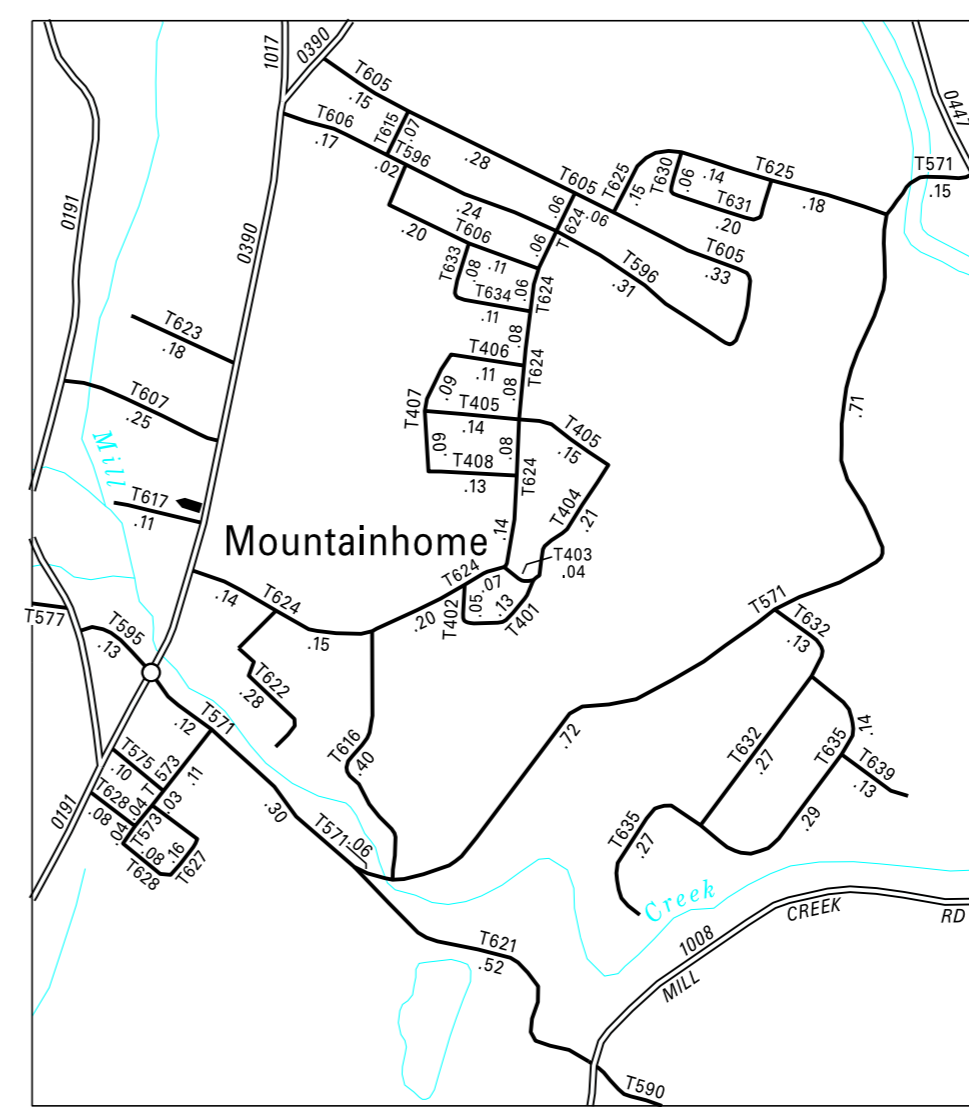 1017
0390
T605
.15
T606
.17
T615
.07
T596
.02
.28
0447
T571
.15
T625
.14
T630
.06
T625
.15
T631
.20
.18
T605
.06
.06
T624
T605
.33
.24
T606
.20
.06
T596
.31
T633
.08
.11
.06
T624
T634
.11
.08
T624
T406
.11
.09
.08
T407
T405
.14
T405
.15
.09
.08
T408
.13
T624
T404
.21
.14
T403
.04
0191
0390
T623
.18
T607
.25
Mill
T617
.11
Mountainhome
.71
T624
.14
T624
.15
.20
.07
T402
.05
.13
T401
T577
T595
.13
T622
.28
T571
T632
.13
.12
T571
T616
.40
.72
T632
.27
.14
T635
T639
.13
.29
T635
.27
T575
.10
T573
.11
T628
.08
.04
.03
.04
T573
.08
.16
T628
T627
0191
.30
T571
.06
Creek
T621
.52
1008
MILL
CREEK
RD
T590